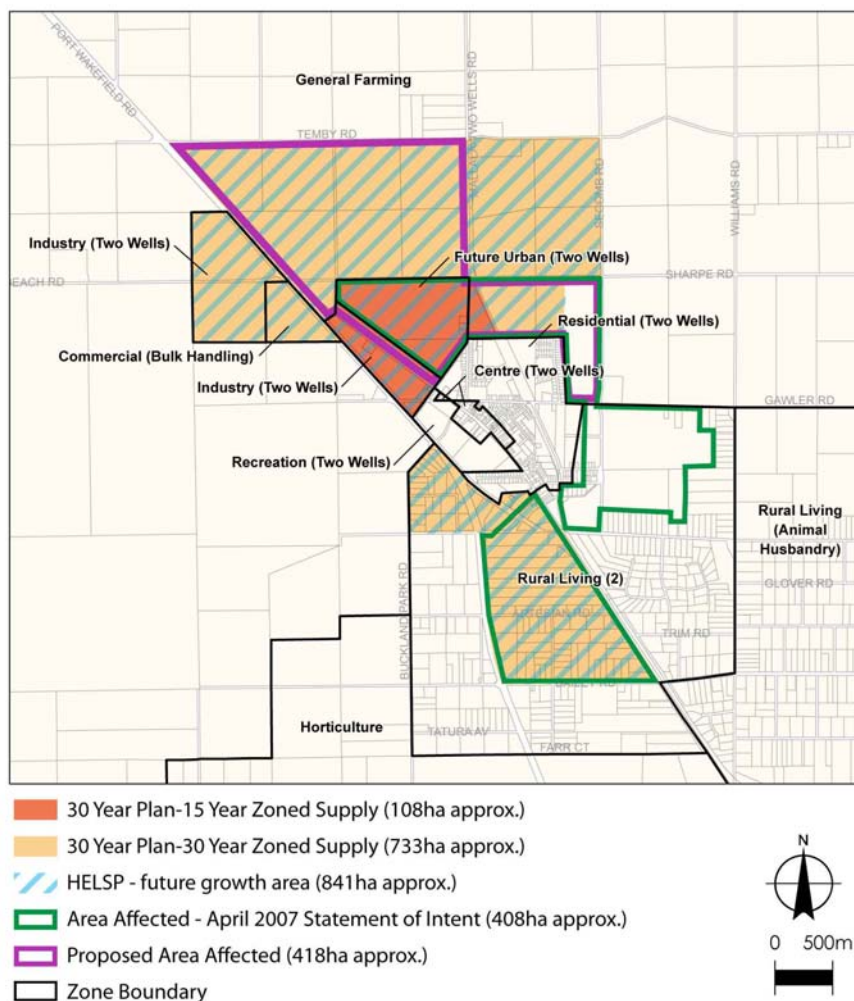 PORT WAKEFIELD RD
General Farming
TEMBY RD
WILLIAMS RD
Industry (Two Wells)
Future Urban (Two Wells)
SHARPE RD
EACH RD
Residential (Two Wells)
Commercial (Bulk Handling)
Centre (Two Wells)
Industry (Two Wells)
GAWLER RD
Recreation (Two Wells)
Rural Living
(Animal
Husbandry)
Rural Living (2)
GLOVER RD
BUCKLAND PARK RD
ARTESIAN RD
TRIM RD
Horticulture
TATURA AV
FARR CT
30 Year Plan-15 Year Zoned Supply (108ha approx.)
30 Year Plan-30 Year Zoned Supply (733ha approx.)
HELSP - future growth area (841ha approx.)
Area Affected - April 2007 Statement of Intent (408ha approx.)
Proposed Area Affected (418ha approx.)
Zone Boundary
N
0 500m